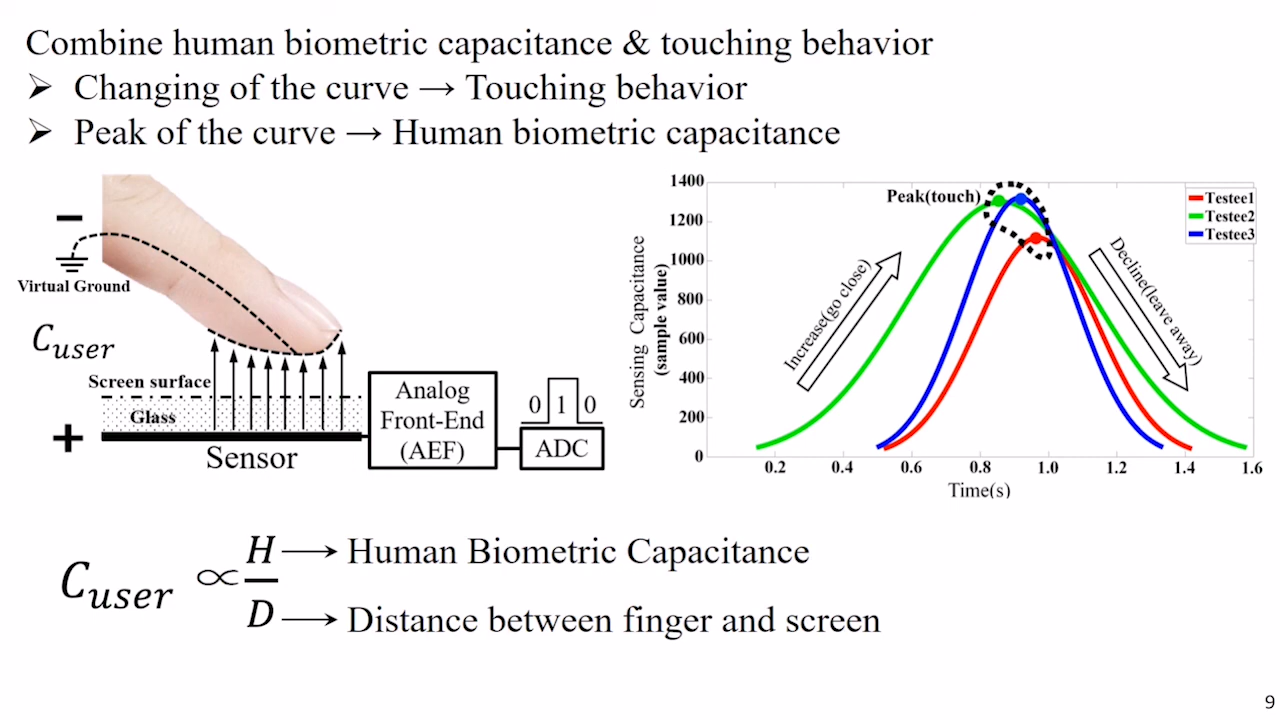 Combine human biometric capacitance & touching behavior
➢ Changing of the curve → Touching behavior
➢ Peak of the curve → Human biometric capacitance
−
Virtual Ground
C_user
Screen surface
Glass
+
Sensor
Analog
Front-End
(AEF)
0 1 0
ADC
Sensing Capacitance
(sample value)
1400
1200
1000
800
600
400
200
0
Peak(touch)
Increase(go close)
Decline(leave away)
Testee1
Testee2
Testee3
0.2 0.4 0.6 0.8 1.0 1.2 1.4 1.6
Time(s)
C_user ∝ H/D
H → Human Biometric Capacitance
D → Distance between finger and screen
9